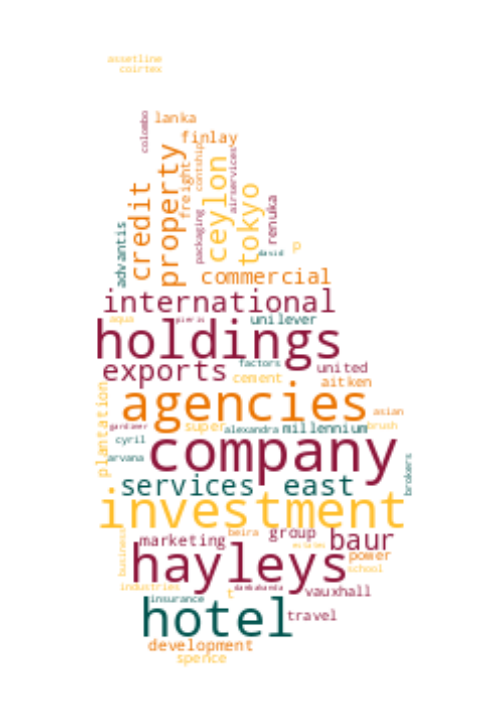 assetline
coirtex
colombo
lanka
finlay
property
contship
freight
ceylon
airservices
credit
tokyo
packaging
renuka
advantis
david
p
commercial
international
aqua
pieris
unilever
holdings
factors
exports
united
cement
aitken
plantation
agencies
asian
gardiner
super
alexandra
millennium
brush
cyril
company
arvana
brokers
services
east
investment
business
marketing
beira
group
baur
hayleys
power
school
industries
t
dambakanda
vauxhall
insurance
hotel
travel
development
spence